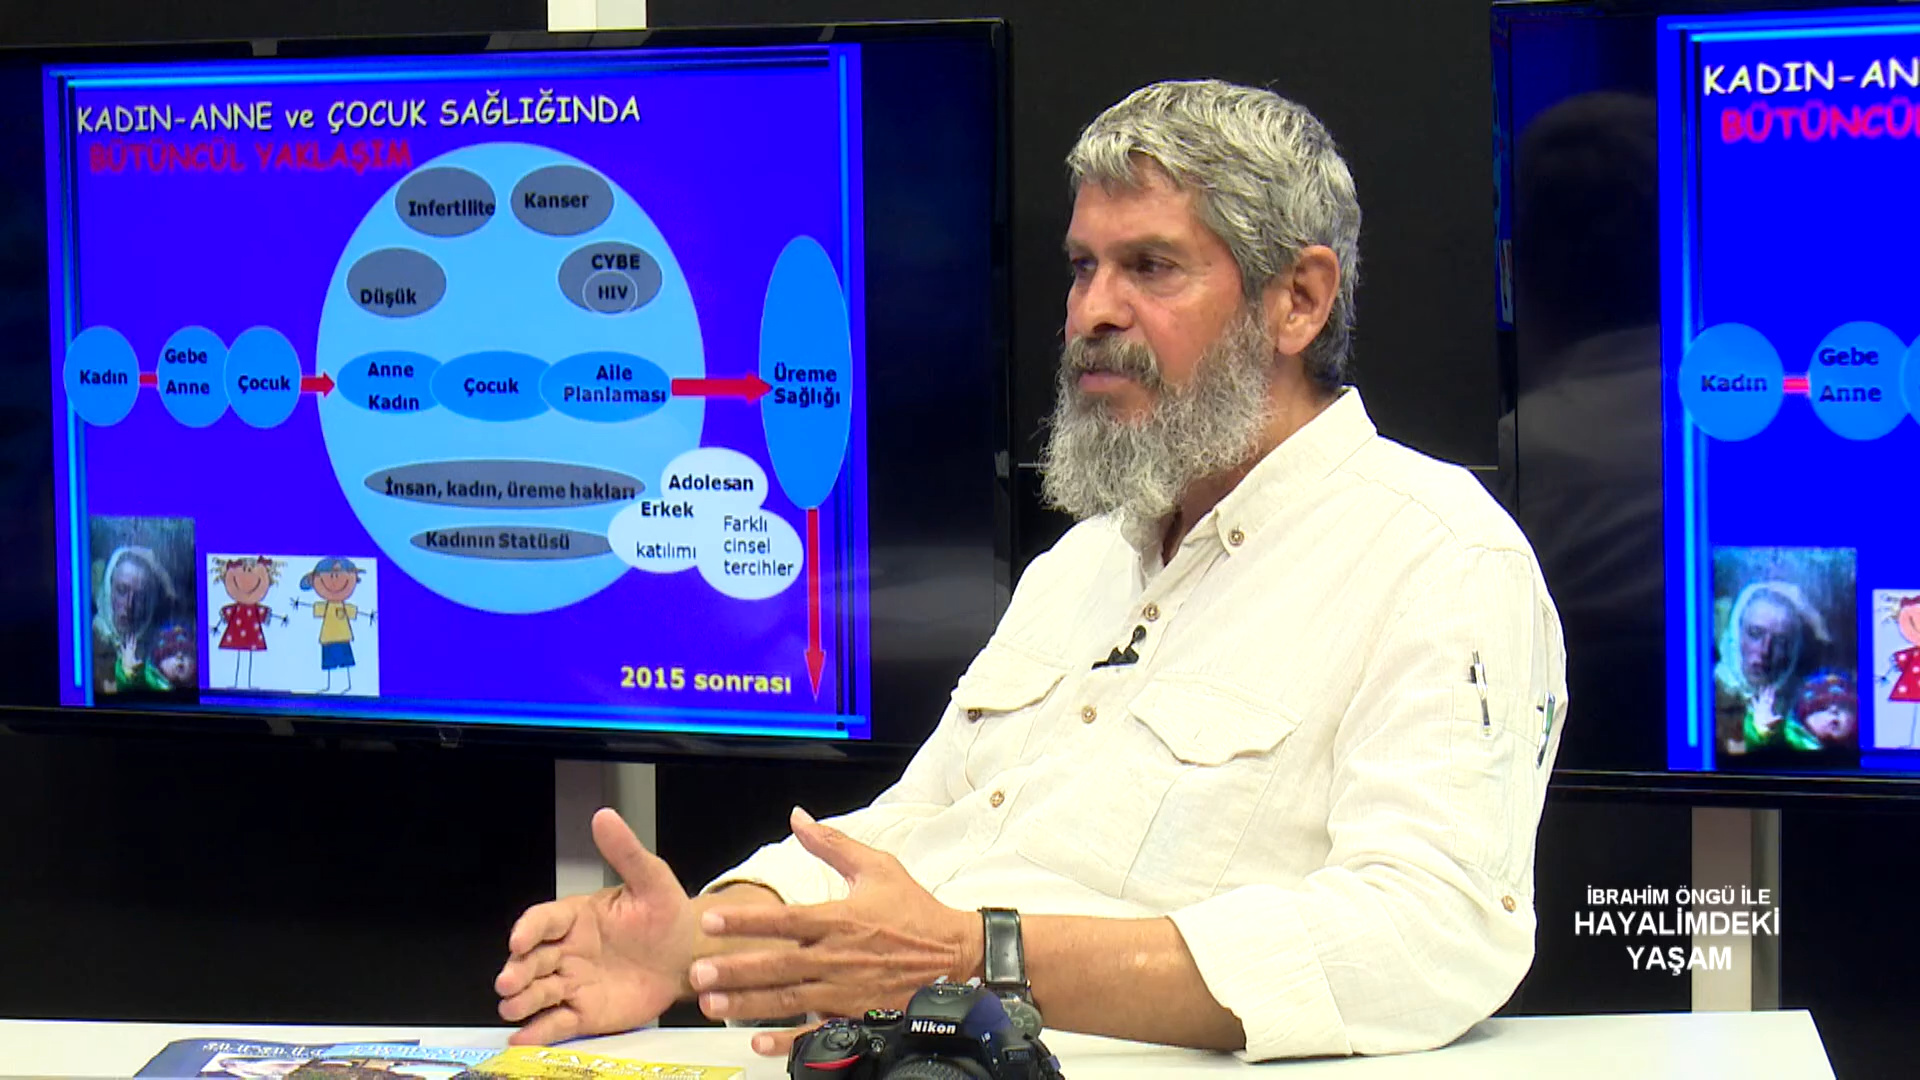 KADIN-ANNE ve ÇOCUK SAĞLIĞINDA
BÜTÜNCÜL YAKLAŞIM
Infertilite
Kanser
Düşük
CYBE
HIV
Kadın
Gebe
Anne
Çocuk
Anne
Kadın
Çocuk
Aile
Planlaması
Üreme
Sağlığı
İnsan, kadın, üreme hakları
Kadının Statüsü
Adolesan
Erkek
katılımı
Farklı
cinsel
tercihler
2015 sonrası
KADIN-AN
BÜTÜNCÜL
Kadın
Gebe
Anne
İBRAHİM ÖNGÜ İLE
HAYALİMDEKİ
YAŞAM
Nikon